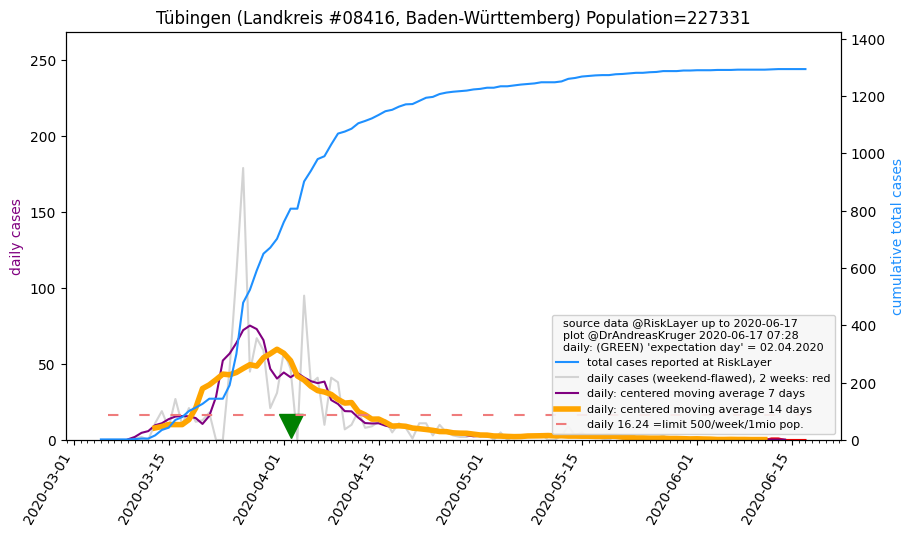 Tübingen (Landkreis #08416, Baden-Württemberg) Population=227331
daily cases
250
200
150
100
50
0
1400
1200
1000
800
600
400
200
0
cumulative total cases
source data @RiskLayer up to 2020-06-17
plot @DrAndreasKruger 2020-06-17 07:28
daily: (GREEN) 'expectation day' = 02.04.2020
total cases reported at RiskLayer
daily cases (weekend-flawed), 2 weeks: red
daily: centered moving average 7 days
daily: centered moving average 14 days
daily 16.24 =limit 500/week/1mio pop.
2020-03-01
2020-03-15
2020-04-01
2020-04-15
2020-05-01
2020-05-15
2020-06-01
2020-06-15